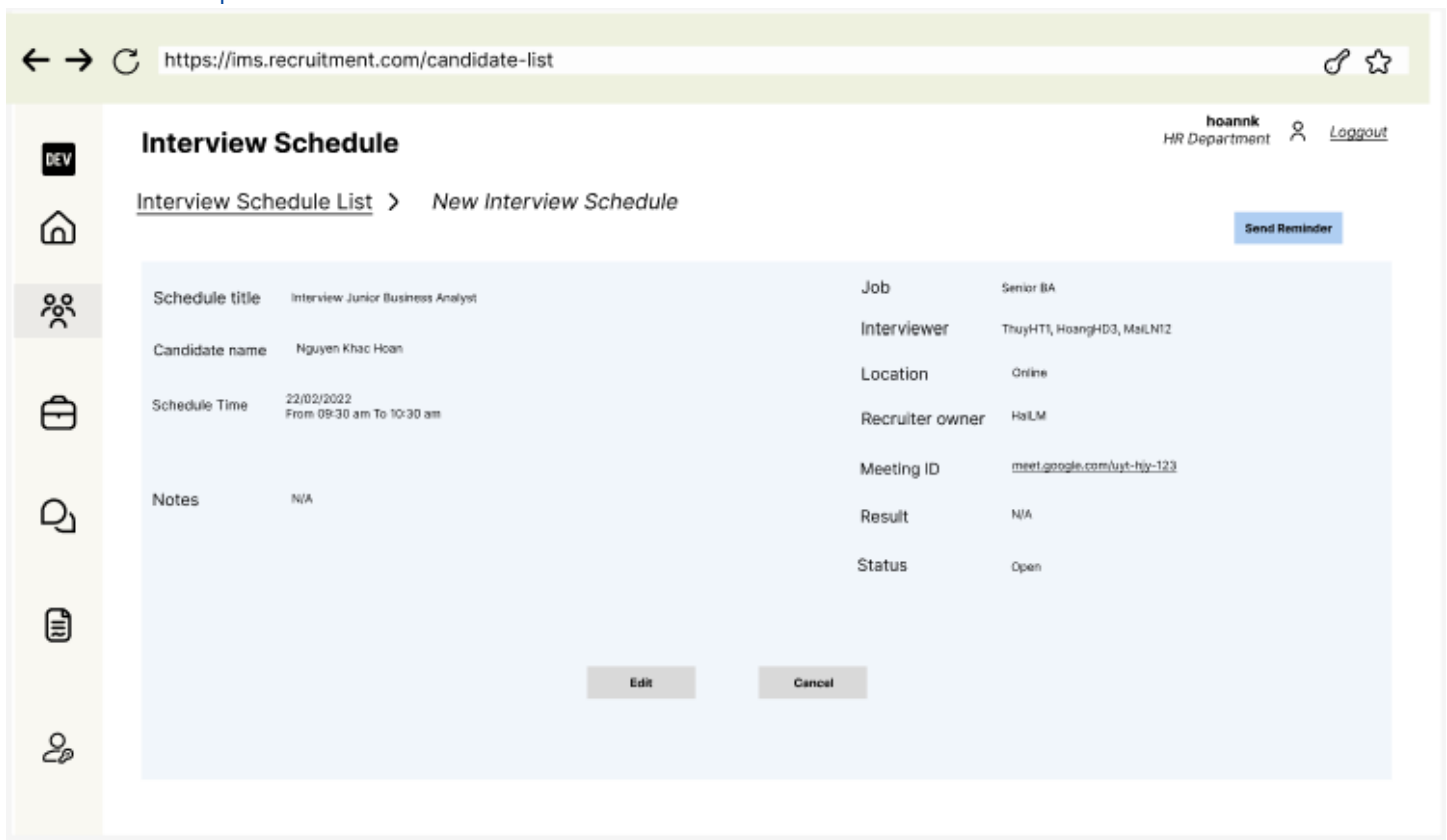 https://ims.recruitment.com/candidate-list
DEV
Interview Schedule
hoannk
HR Department
Loggout
Interview Schedule List > New Interview Schedule
Send Reminder
Schedule title Interview Junior Business Analyst
Candidate name Nguyen Khac Hoan
Schedule Time 22/02/2022
From 09:30 am To 10:30 am
Notes N/A
Job Senior BA
Interviewer ThuyHT1, HoangHD3, MaiLN12
Location Online
Recruiter owner HaiLM
Meeting ID meet.google.com/uyt-hjy-123
Result N/A
Status Open
Edit Cancel